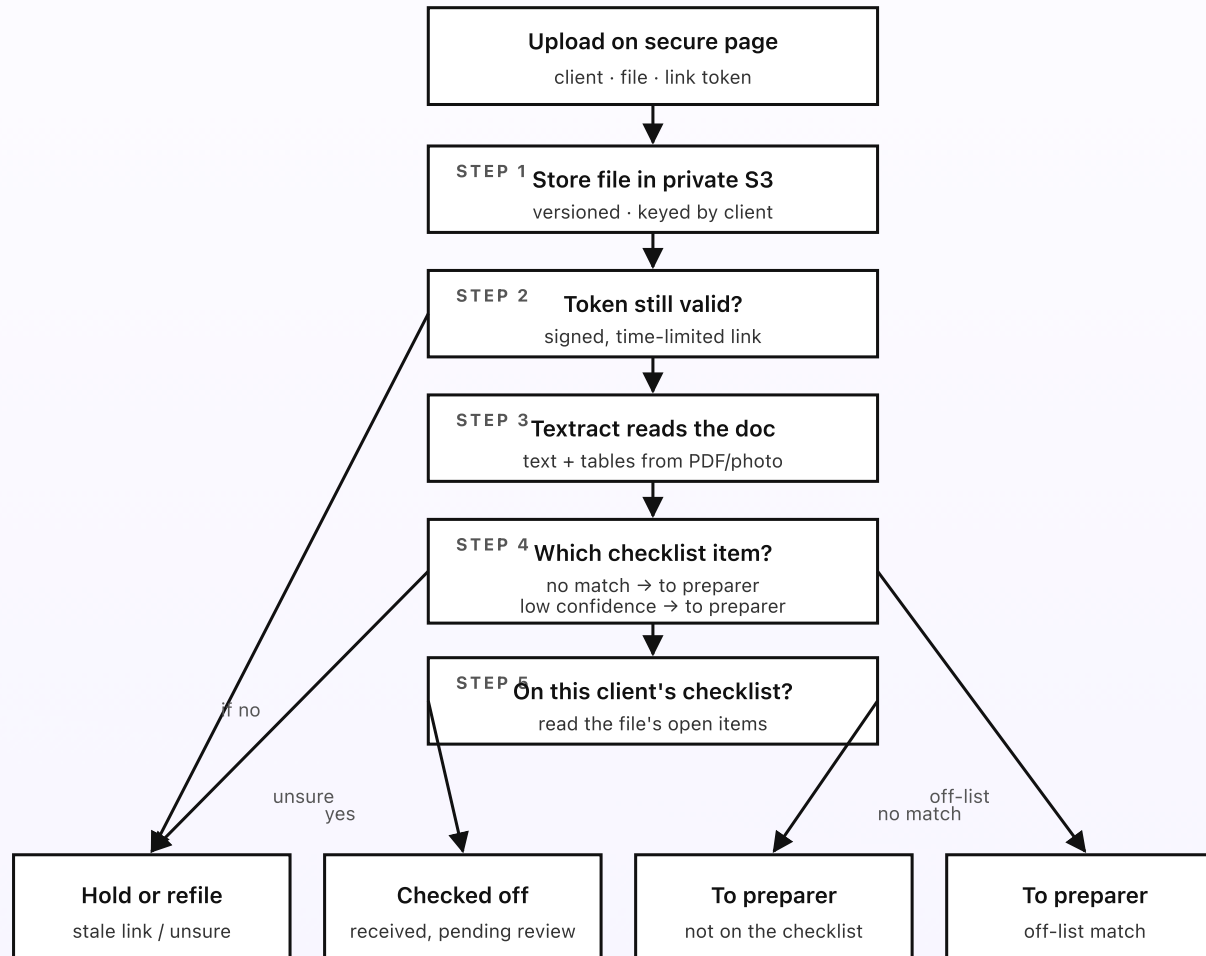 Upload on secure page
client · file · link token
STEP 1
Store file in private S3
versioned · keyed by client
STEP 2
Token still valid?
signed, time-limited link
STEP 3
Textract reads the doc
text + tables from PDF/photo
STEP 4
Which checklist item?
no match → to preparer
low confidence → to preparer
STEP 5
On this client's checklist?
read the file's open items
if no
unsure
yes
off-list
no match
Hold or refile
stale link / unsure
Checked off
received, pending review
To preparer
not on the checklist
To preparer
off-list match